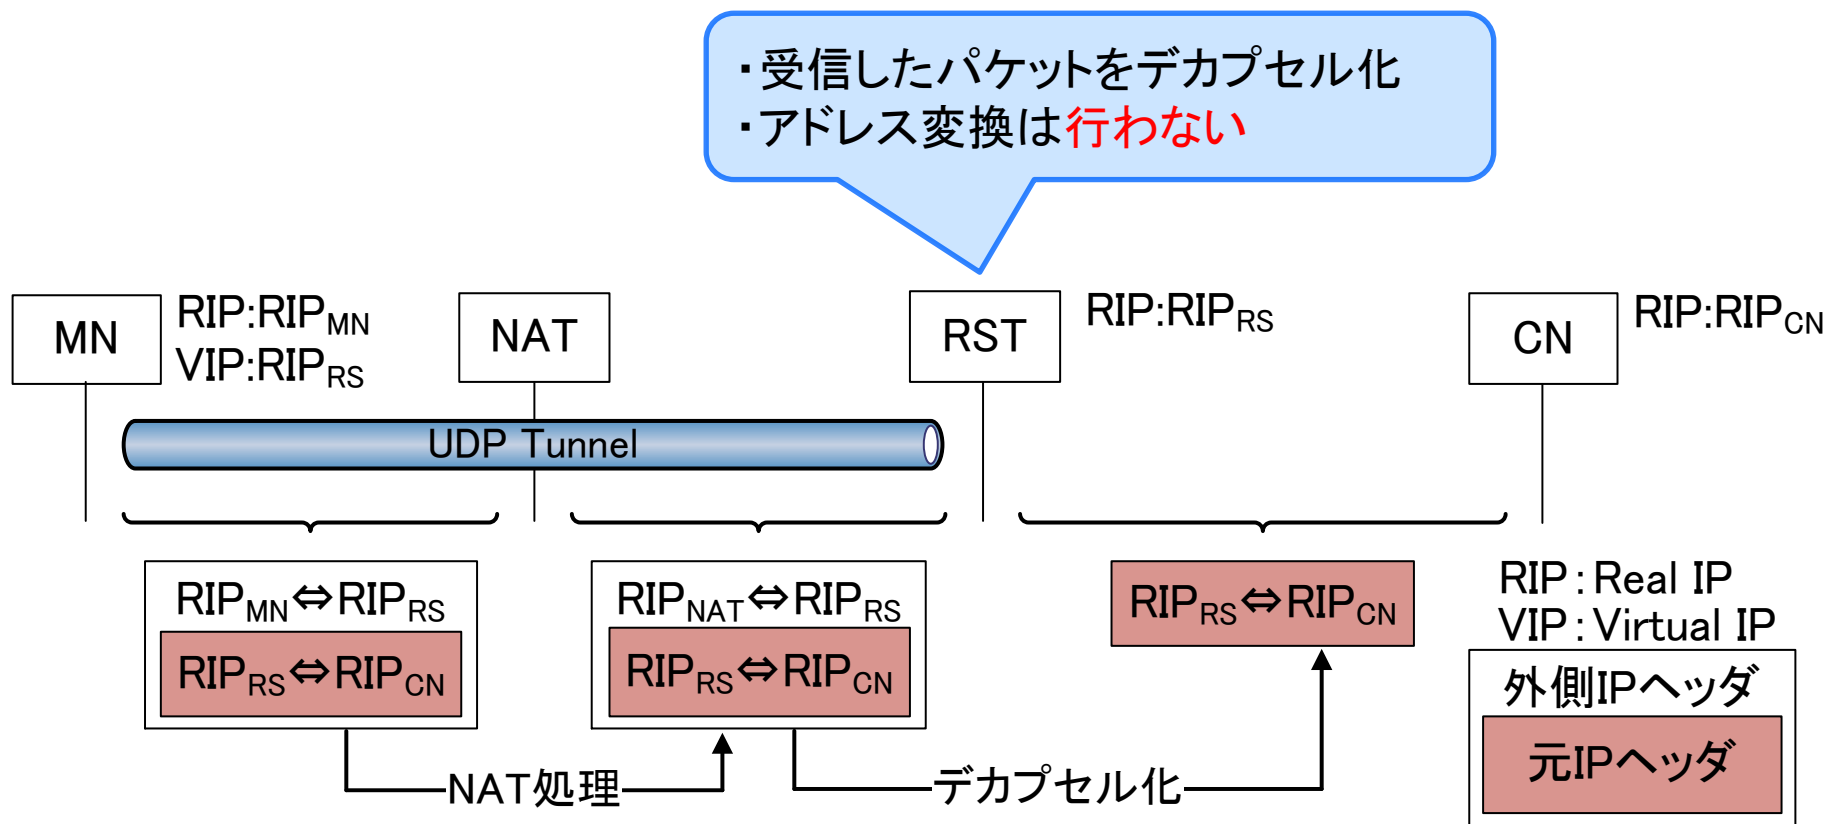 ・受信したパケットをデカプセル化
・アドレス変換は行わない
MN
RIP:RIPMN
VIP:RIPRS
NAT
RST
RIP:RIPRS
CN
RIP:RIPCN
UDP Tunnel
RIPMN⇔RIPRS
RIPRS⇔RIPCN
RIPNAT⇔RIPRS
RIPRS⇔RIPCN
RIPRS⇔RIPCN
RIP：Real IP
VIP：Virtual IP
外側IPヘッダ
元IPヘッダ
NAT処理
デカプセル化